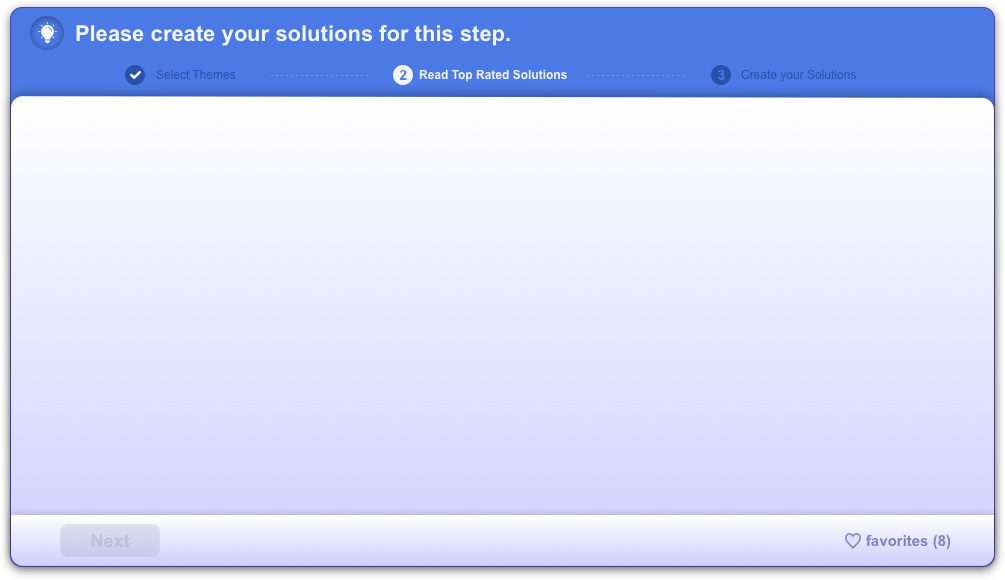 Please create your solutions for this step.
Select Themes 2 Read Top Rated Solutions 3 Create your Solutions
Next favorites (8)